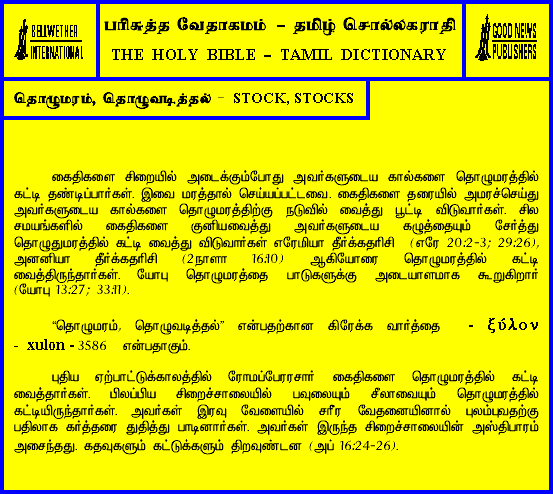 BELLWETHER
INTERNATIONAL
பரிசுத்த வேதாகமம் – தமிழ் சொல்லகராதி
THE HOLY BIBLE – TAMIL DICTIONARY
GOOD NEWS
PUBLISHERS
தொழுமரம், தொழுவடித்தல் – STOCK, STOCKS
கைதிகளை சிறையில் அடைக்கும்போது அவர்களுடைய கால்களை தொழுமரத்தில்
கட்டி தண்டிப்பார்கள். இவை மரத்தால் செய்யப்பட்டவை. கைதிகளை தரையில் அமரச்செய்து
அவர்களுடைய கால்களை தொழுமரத்திற்கு நடுவில் வைத்து பூட்டி விடுவார்கள். சில
சமயங்களில் கைதிகளை குனியவைத்து அவர்களுடைய கழுத்தையும் சேர்த்து
தொழுதுமரத்தில் கட்டி வைத்து விடுவார்கள் எரேமியா தீர்க்கதரிசி (எரே 20:2-3; 29:26),
அனனியா தீர்க்கதரிசி (2நாளா 16:10) ஆகியோரை தொழுமரத்தில் கட்டி
வைத்திருந்தார்கள். யோபு தொழுமரத்தை பாடுகளுக்கு அடையாளமாக கூறுகிறார்
(யோபு 13:27; 33:11).
“தொழுமரம், தொழுவடித்தல்” என்பதற்கான கிரேக்க வார்த்தை - ξύλον
- xulon - 3586 என்பதாகும்.
புதிய ஏற்பாட்டுக்காலத்தில் ரோமப்பேரரசார் கைதிகளை தொழுமரத்தில் கட்டி
வைத்தார்கள். பிலப்பிய சிறைச்சாலையில் பவுலையும் சீலாவையும் தொழுமரத்தில்
கட்டியிருந்தார்கள். அவர்கள் இரவு வேளையில் சரீர வேதனையினால் புலம்புவதற்கு
பதிலாக கர்த்தரை துதித்து பாடினார்கள். அவர்கள் இருந்த சிறைச்சாலையின் அஸ்திபாரம்
அசைந்தது. கதவுகளும் கட்டுக்களும் திறவுண்டன (அப் 16:24-26).